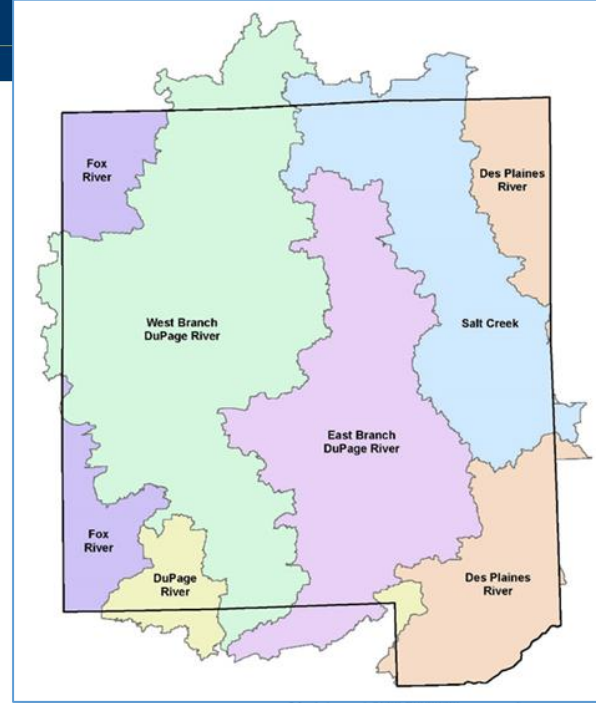 Fox
River
Des Plaines
River
West Branch
DuPage River
Salt Creek
East Branch
DuPage River
Fox
River
DuPage
River
Des Plaines
River